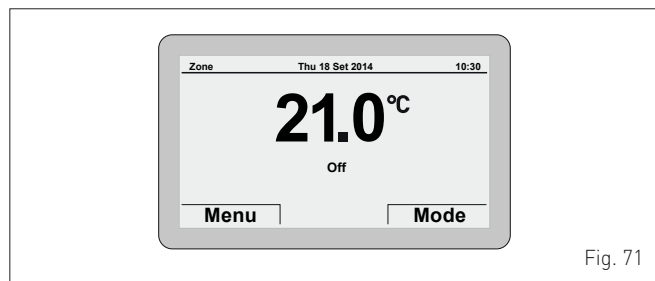 Zone Thu 18 Set 2014 10:30
21.0°C
Off
Menu Mode
Fig. 71